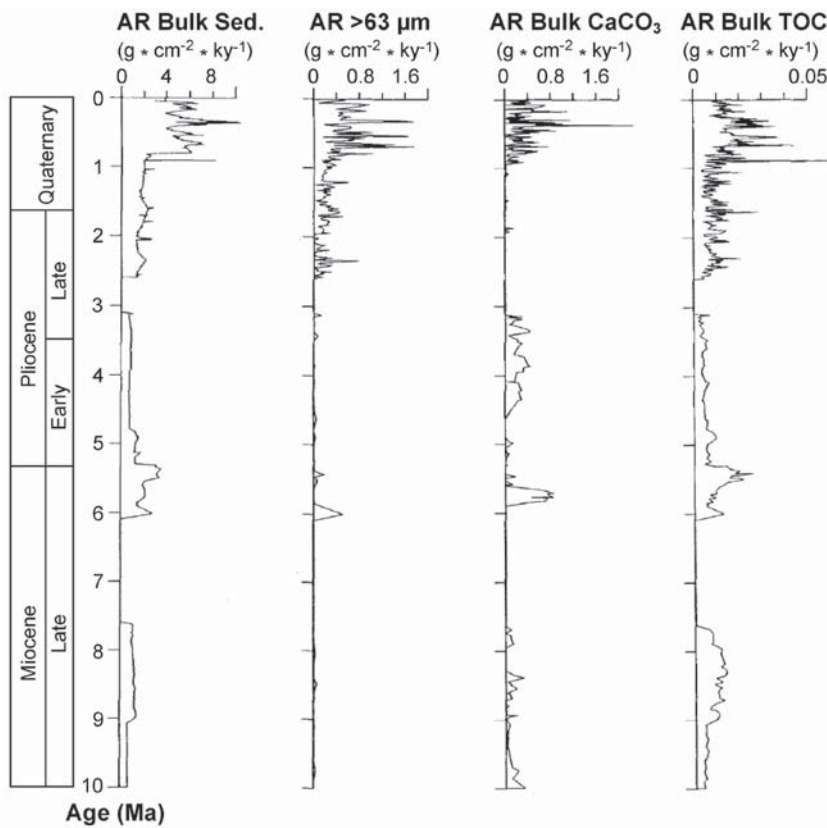 AR Bulk Sed. AR >63 µm AR Bulk CaCO₃ AR Bulk TOC
(g * cm⁻² * ky⁻¹) (g * cm⁻² * ky⁻¹) (g * cm⁻² * ky⁻¹) (g * cm⁻² * ky⁻¹)
0 4 8 0 0.8 1.6 0 0.8 1.6 0 0.05
0
1
2
3
4
5
6
7
8
9
10
Quaternary
Pliocene
Late
Early
Miocene
Late
Age (Ma)